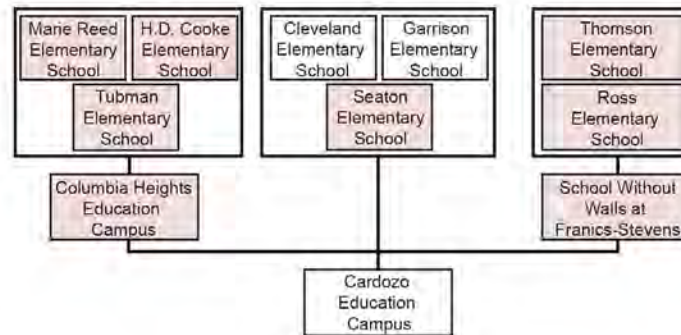 Marie Reed
Elementary
School
H.D. Cooke
Elementary
School
Tubman
Elementary
School
Cleveland
Elementary
School
Garrison
Elementary
School
Seaton
Elementary
School
Thomson
Elementary
School
Ross
Elementary
School
Columbia Heights
Education
Campus
School Without
Walls at
Franics-Stevens
Cardozo
Education
Campus